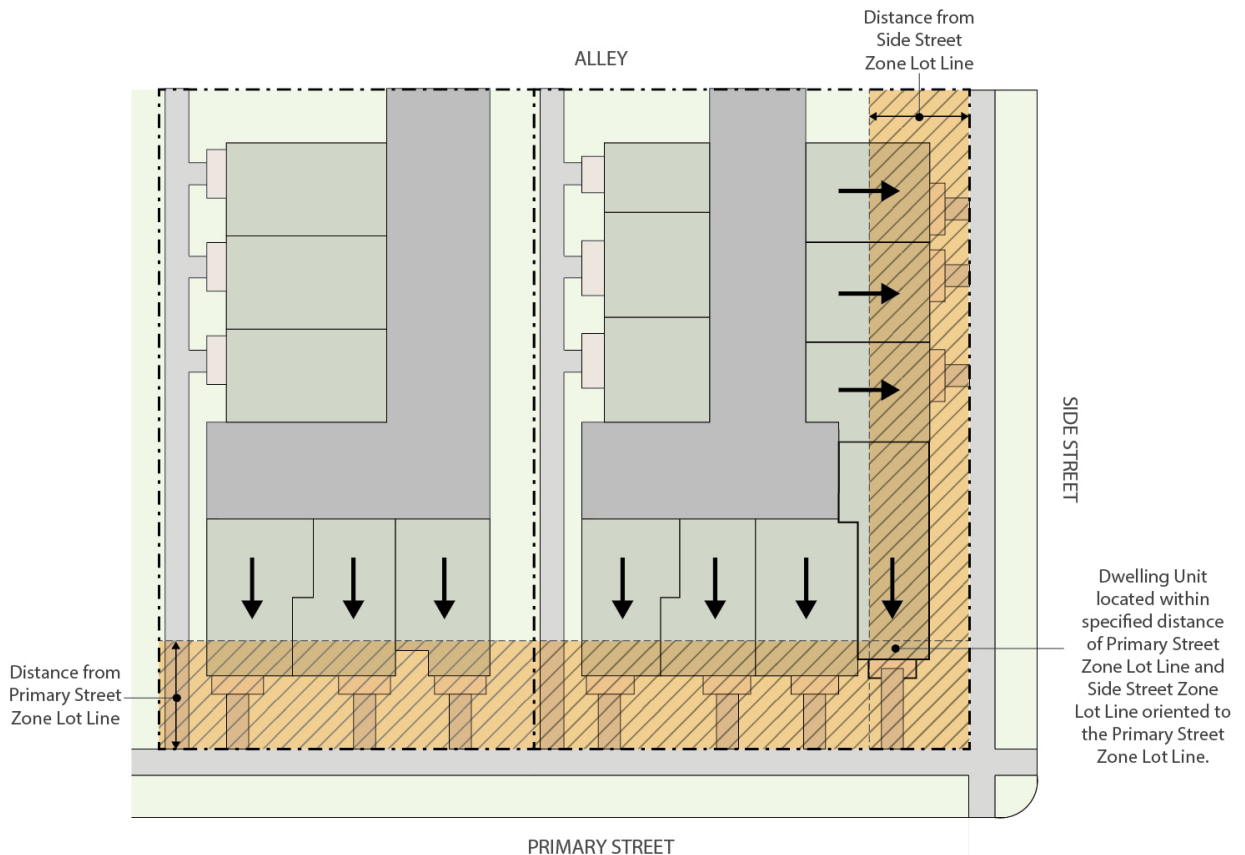 Distance from
Side Street
Zone Lot Line
ALLEY
SIDE STREET
Distance from
Primary Street
Zone Lot Line
Dwelling Unit
located within
specified distance
of Primary Street
Zone Lot Line and
Side Street Zone
Lot Line oriented to
the Primary Street
Zone Lot Line.
PRIMARY STREET